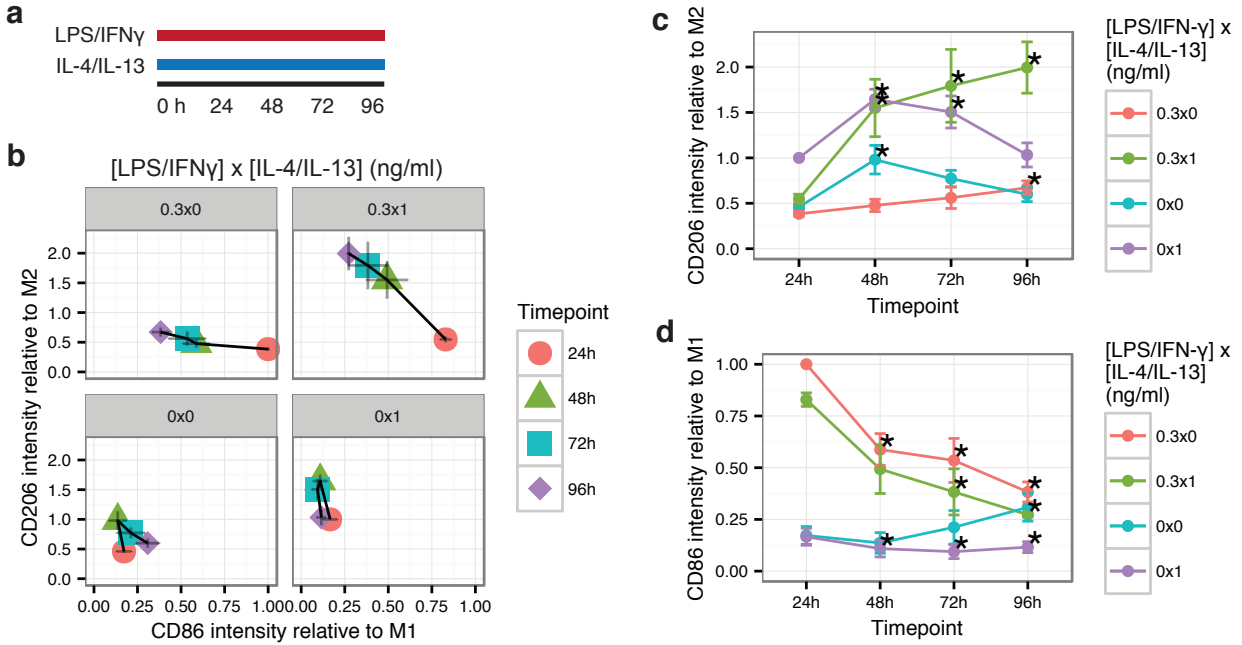 a
LPS/IFNγ
IL-4/IL-13
0 h 24 48 72 96
b
[LPS/IFNγ] x [IL-4/IL-13] (ng/ml)
0.3x0 0.3x1
2.0
1.5
1.0
0.5
0.0
0x0 0x1
2.0
1.5
1.0
0.5
0.0
0.00 0.25 0.50 0.75 1.00 0.00 0.25 0.50 0.75 1.00
CD86 intensity relative to M1
CD206 intensity relative to M2
Timepoint
24h
48h
72h
96h
c
CD206 intensity relative to M2
2.0
1.5
1.0
0.5
0.0
* * * * * * *
24h 48h 72h 96h
Timepoint
[LPS/IFN-γ] x
[IL-4/IL-13]
(ng/ml)
0.3x0
0.3x1
0x0
0x1
d
CD86 intensity relative to M1
1.00
0.75
0.50
0.25
0.00
* * * * * * * *
24h 48h 72h 96h
Timepoint
[LPS/IFN-γ] x
[IL-4/IL-13]
(ng/ml)
0.3x0
0.3x1
0x0
0x1